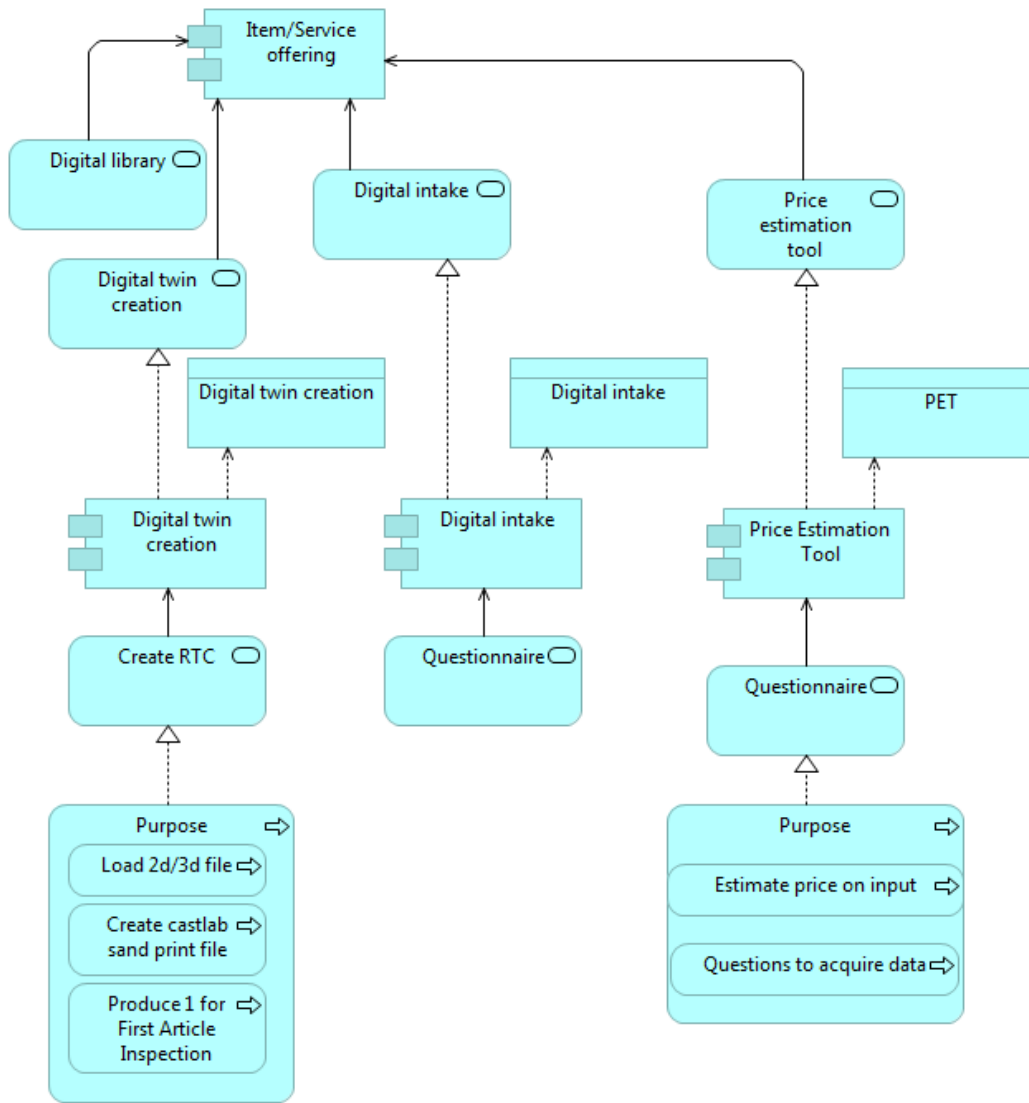 Item/Service
offering
Digital library
Digital intake
Price
estimation
tool
Digital twin
creation
Digital twin creation
Digital intake
PET
Digital twin
creation
Digital intake
Price Estimation
Tool
Create RTC
Questionnaire
Questionnaire
Purpose
Load 2d/3d file
Create castlab
sand print file
Produce 1 for
First Article
Inspection
Purpose
Estimate price on input
Questions to acquire data